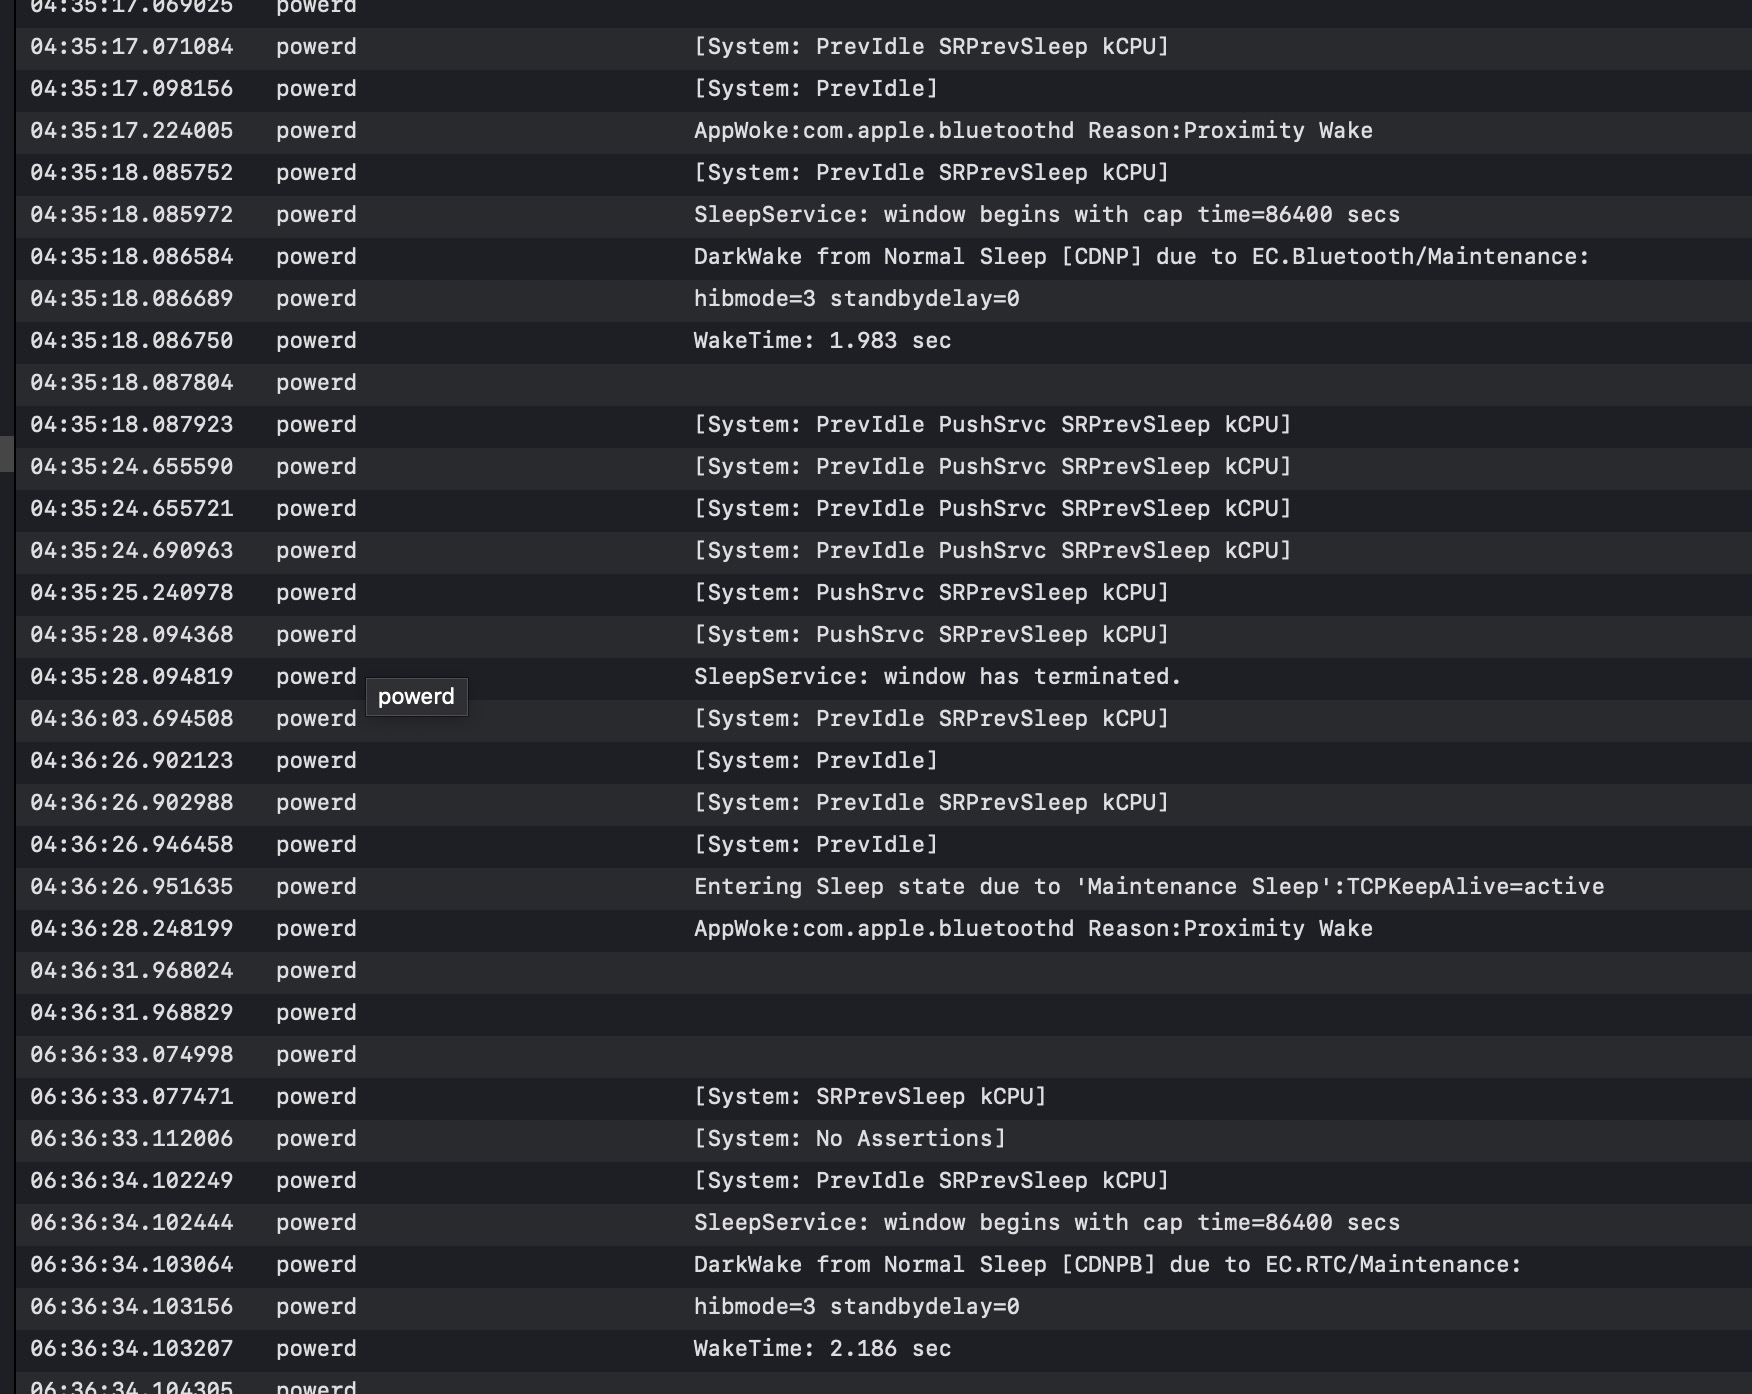 04:35:17.069025 powerd
04:35:17.071084 powerd [System: PrevIdle SRPrevSleep kCPU]
04:35:17.098156 powerd [System: PrevIdle]
04:35:17.224005 powerd AppWoke:com.apple.bluetoothd Reason:Proximity Wake
04:35:18.085752 powerd [System: PrevIdle SRPrevSleep kCPU]
04:35:18.085972 powerd SleepService: window begins with cap time=86400 secs
04:35:18.086584 powerd DarkWake from Normal Sleep [CDNP] due to EC.Bluetooth/Maintenance:
04:35:18.086689 powerd hibmode=3 standbydelay=0
04:35:18.086750 powerd WakeTime: 1.983 sec
04:35:18.087804 powerd
04:35:18.087923 powerd [System: PrevIdle PushSrvc SRPrevSleep kCPU]
04:35:24.655590 powerd [System: PrevIdle PushSrvc SRPrevSleep kCPU]
04:35:24.655721 powerd [System: PrevIdle PushSrvc SRPrevSleep kCPU]
04:35:24.690963 powerd [System: PrevIdle PushSrvc SRPrevSleep kCPU]
04:35:25.240978 powerd [System: PushSrvc SRPrevSleep kCPU]
04:35:28.094368 powerd [System: PushSrvc SRPrevSleep kCPU]
04:35:28.094819 powerd SleepService: window has terminated.
powerd
04:36:03.694508 powerd [System: PrevIdle SRPrevSleep kCPU]
04:36:26.902123 powerd [System: PrevIdle]
04:36:26.902988 powerd [System: PrevIdle SRPrevSleep kCPU]
04:36:26.946458 powerd [System: PrevIdle]
04:36:26.951635 powerd Entering Sleep state due to 'Maintenance Sleep':TCPKeepAlive=active
04:36:28.248199 powerd AppWoke:com.apple.bluetoothd Reason:Proximity Wake
04:36:31.968024 powerd
04:36:31.968829 powerd
06:36:33.074998 powerd
06:36:33.077471 powerd [System: SRPrevSleep kCPU]
06:36:33.112006 powerd [System: No Assertions]
06:36:34.102249 powerd [System: PrevIdle SRPrevSleep kCPU]
06:36:34.102444 powerd SleepService: window begins with cap time=86400 secs
06:36:34.103064 powerd DarkWake from Normal Sleep [CDNPB] due to EC.RTC/Maintenance:
06:36:34.103156 powerd hibmode=3 standbydelay=0
06:36:34.103207 powerd WakeTime: 2.186 sec
06:36:34.104305 powerd